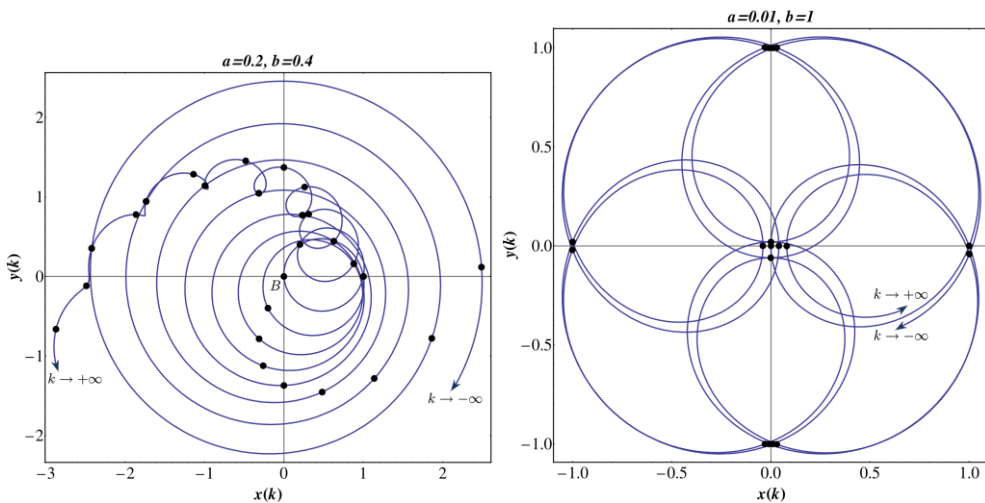 a=0.2, b=0.4
y(k)
2
1
0
−1
−2
B
k → +∞
k → −∞
−3
−2
−1
0
1
2
x(k)
a=0.01, b=1
y(k)
1.0
0.5
0.0
−0.5
−1.0
k → +∞
k → −∞
−1.0
−0.5
0.0
0.5
1.0
x(k)